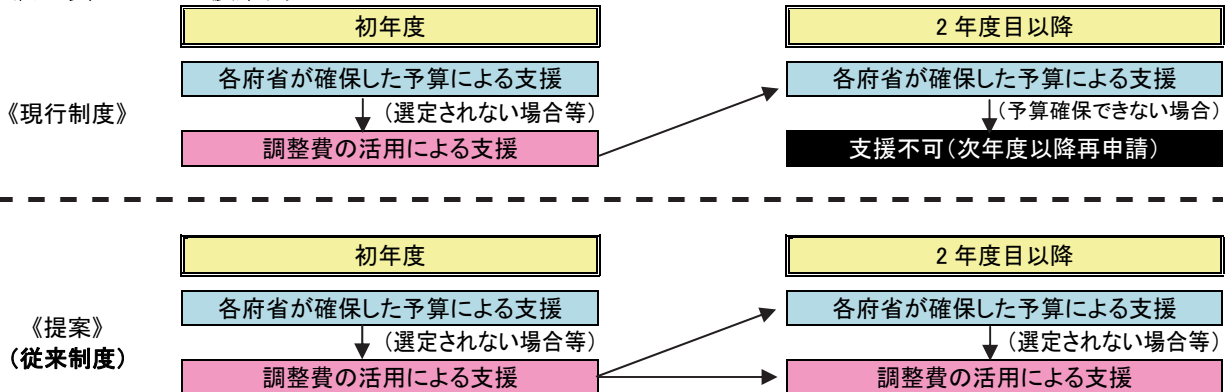 初年度 2年度目以降
各府省が確保した予算による支援 各府省が確保した予算による支援
《現行制度》 (選定されない場合等) (予算確保できない場合)
調整費の活用による支援 支援不可(次年度以降再申請)
初年度 2年度目以降
各府省が確保した予算による支援 各府省が確保した予算による支援
《提案》 (選定されない場合等) (選定されない場合等)
(従来制度) 調整費の活用による支援 調整費の活用による支援